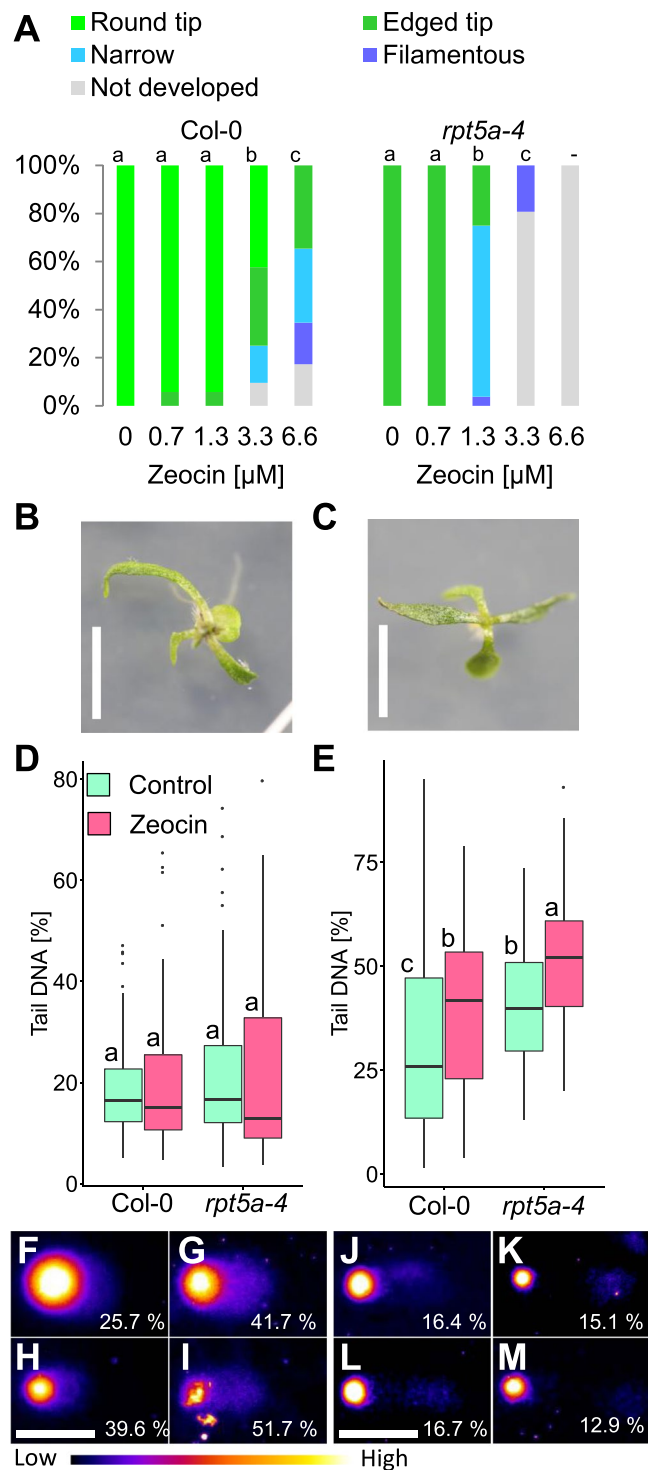 A
Round tip
Edged tip
Narrow
Filamentous
Not developed
Col-0
rpt5a-4
a a a b c
a a b c -
100%
80%
60%
40%
20%
0%
0 0.7 1.3 3.3 6.6
0 0.7 1.3 3.3 6.6
Zeocin [µM]
Zeocin [µM]
B
C
D
Control
Zeocin
Tail DNA [%]
80
60
40
20
0
a a a a
Col-0 rpt5a-4
E
Tail DNA [%]
75
50
25
0
c b b a
Col-0 rpt5a-4
F
25.7 %
G
41.7 %
J
16.4 %
K
15.1 %
H
39.6 %
I
51.7 %
L
16.7 %
M
12.9 %
Low
High